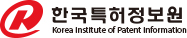 한국특허정보원
Korea Institute of Patent Information